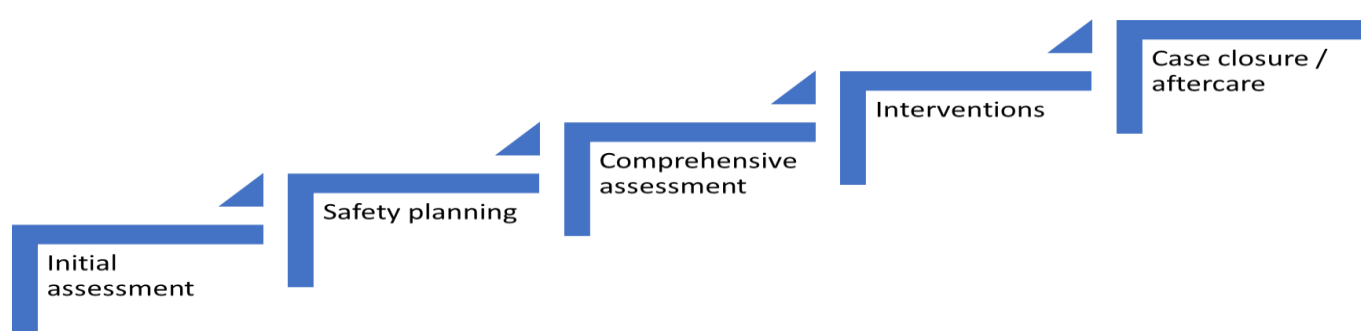 Initial
assessment
Safety planning
Comprehensive
assessment
Interventions
Case closure /
aftercare